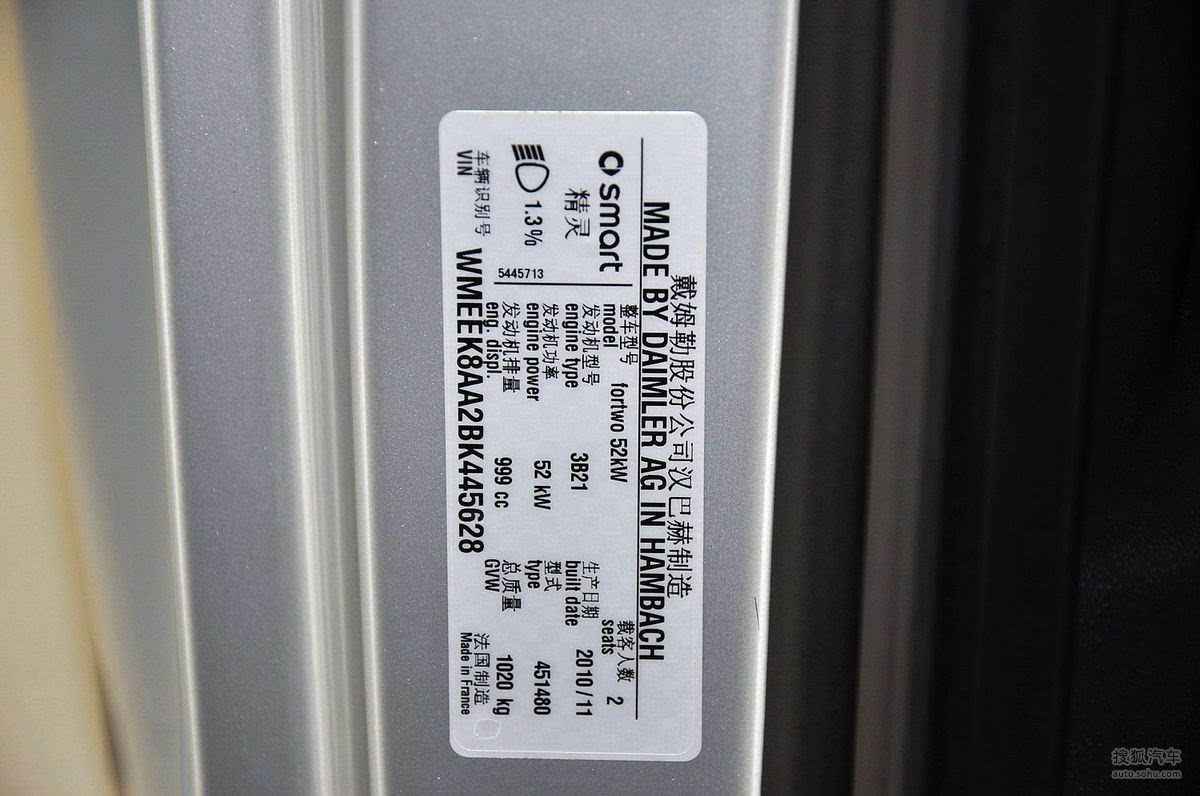 戴姆勒股份公司汉巴赫制造
MADE BY DAIMLER AG IN HAMBACH
smart
精灵
1.3%
5445713
整车型号
model fortwo 52kW
载客人数
seats 2
发动机型号
engine type 3B21
生产日期
built date 2010/11
发动机功率
engine power 52 kW
型式
type 451480
发动机排量
eng. displ. 999 cc
总质量
GVW 1020 kg
车辆识别号
VIN WMEEK8AA2BK445628
法国制造
Made in France
搜狐汽车
auto.sohu.com